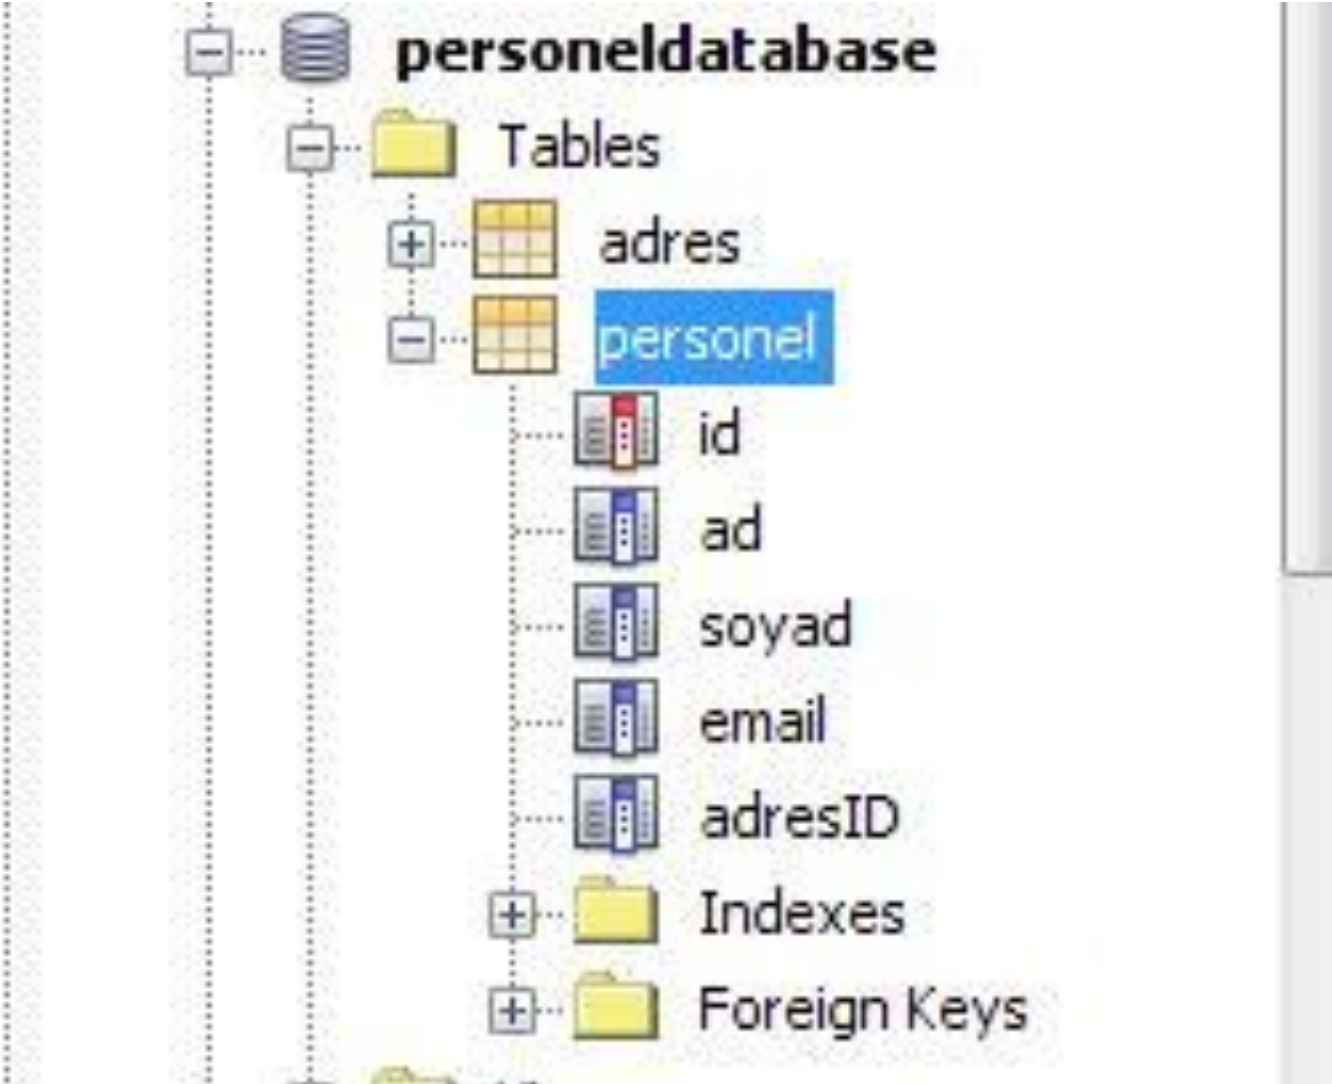 personeldatabase
Tables
adres
personel
id
ad
soyad
email
adresID
Indexes
Foreign Keys